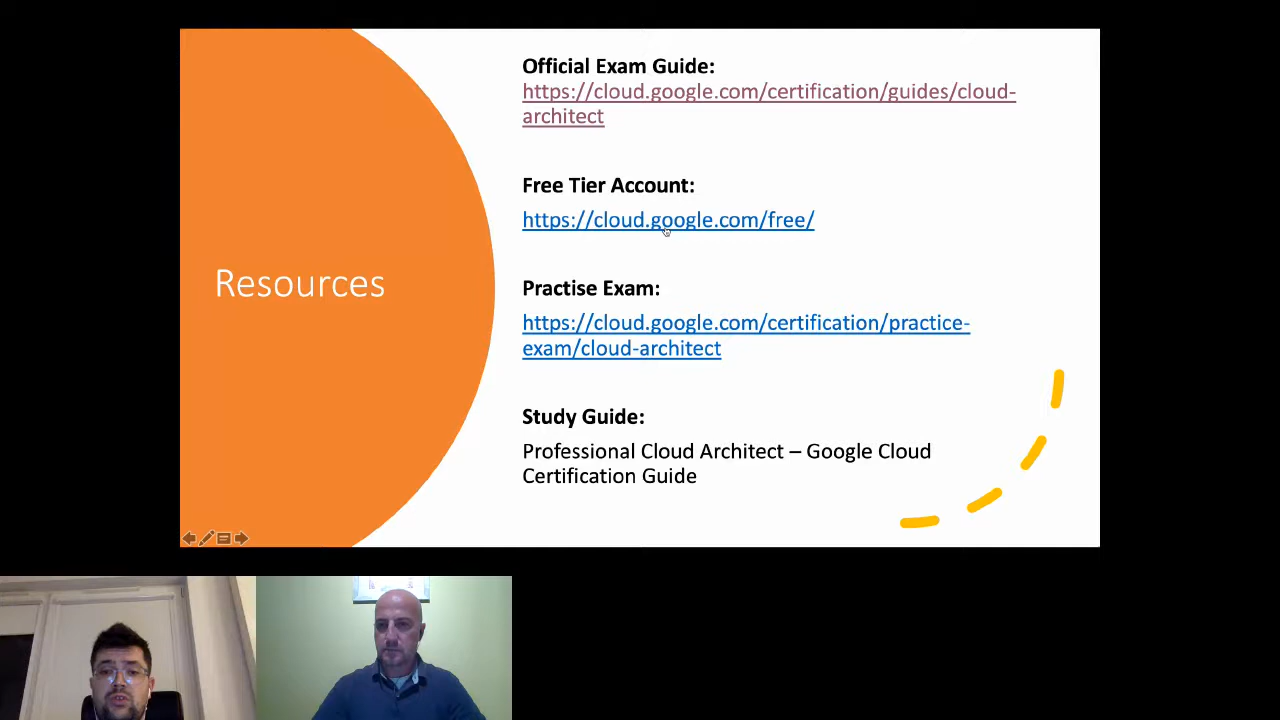 Resources
Official Exam Guide:
https://cloud.google.com/certification/guides/cloud-
architect
Free Tier Account:
https://cloud.google.com/free/
Practise Exam:
https://cloud.google.com/certification/practice-
exam/cloud-architect
Study Guide:
Professional Cloud Architect – Google Cloud
Certification Guide